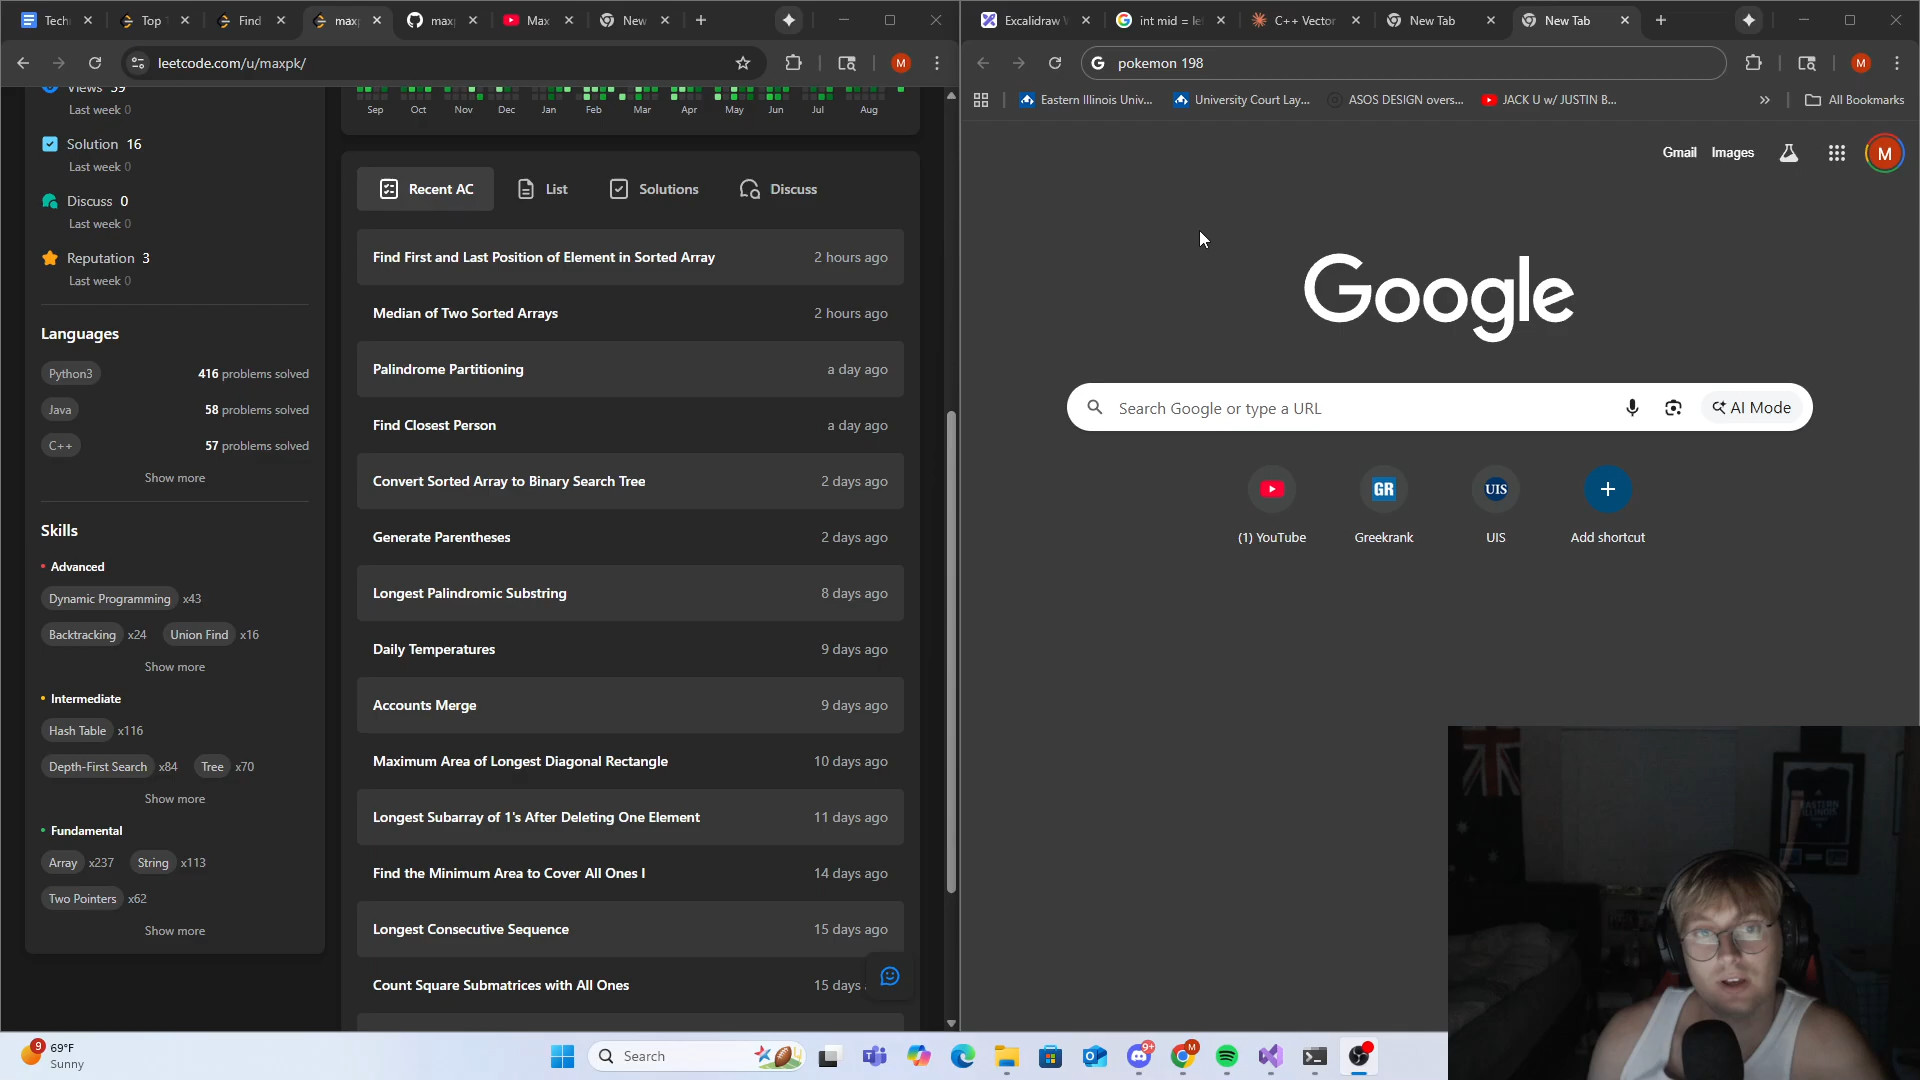 Tech
Top
Find
max
max
Max
New
leetcode.com/u/maxpk/
M
Views 59
Last week 0
Solution 16
Last week 0
Discuss 0
Last week 0
Reputation 3
Last week 0
Languages
Python3 416 problems solved
Java 58 problems solved
C++ 57 problems solved
Show more
Skills
Advanced
Dynamic Programming x43
Backtracking x24 Union Find x16
Show more
Intermediate
Hash Table x116
Depth-First Search x84 Tree x70
Show more
Fundamental
Array x237 String x113
Two Pointers x62
Show more
Sep Oct Nov Dec Jan Feb Mar Apr May Jun Jul Aug
Recent AC List Solutions Discuss
Find First and Last Position of Element in Sorted Array 2 hours ago
Median of Two Sorted Arrays 2 hours ago
Palindrome Partitioning a day ago
Find Closest Person a day ago
Convert Sorted Array to Binary Search Tree 2 days ago
Generate Parentheses 2 days ago
Longest Palindromic Substring 8 days ago
Daily Temperatures 9 days ago
Accounts Merge 9 days ago
Maximum Area of Longest Diagonal Rectangle 10 days ago
Longest Subarray of 1's After Deleting One Element 11 days ago
Find the Minimum Area to Cover All Ones I 14 days ago
Longest Consecutive Sequence 15 days ago
Count Square Submatrices with All Ones 15 days
Excalidraw
int mid = le
C++ Vector
New Tab
New Tab
pokemon 198
M
Eastern Illinois Univ...
University Court Lay...
ASOS DESIGN overs...
JACK U w/ JUSTIN B...
All Bookmarks
Gmail Images M
Google
Search Google or type a URL AI Mode
GR UIS
(1) YouTube Greekrank UIS Add shortcut
EASTERN
ILLINOIS
9
69°F
Sunny
Search
9+
M